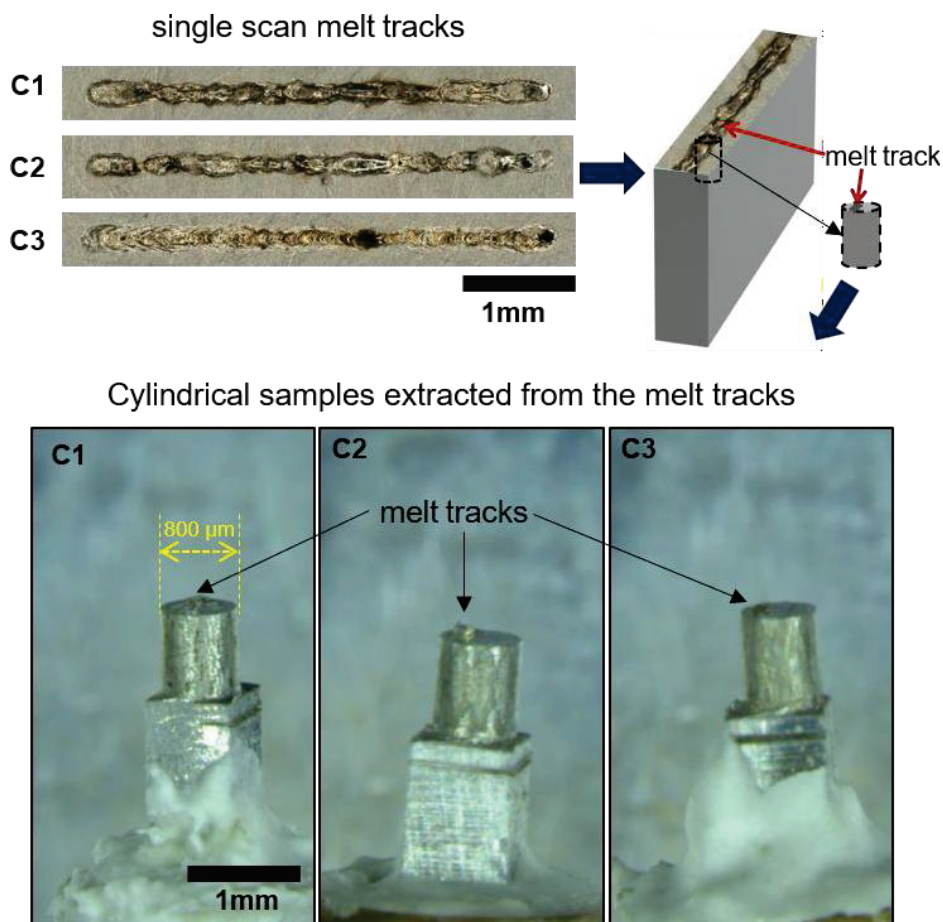 single scan melt tracks
C1
C2
C3
1mm
melt track
Cylindrical samples extracted from the melt tracks
C1
C2
C3
melt tracks
800 µm
1mm